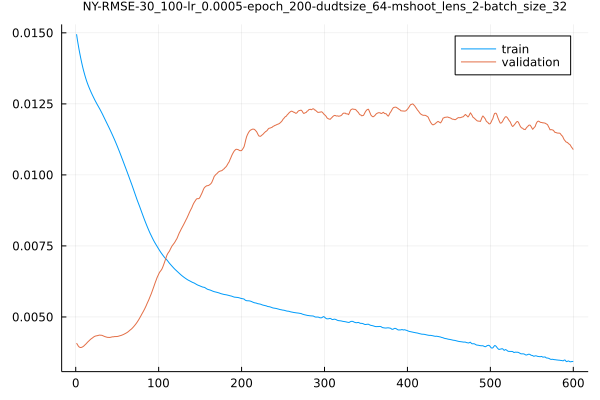 NY-RMSE-30_100-lr_0.0005-epoch_200-dudtsize_64-mshoot_lens_2-batch_size_32
0.0150
train
validation
0.0125
0.0100
0.0075
0.0050
0 100 200 300 400 500 600